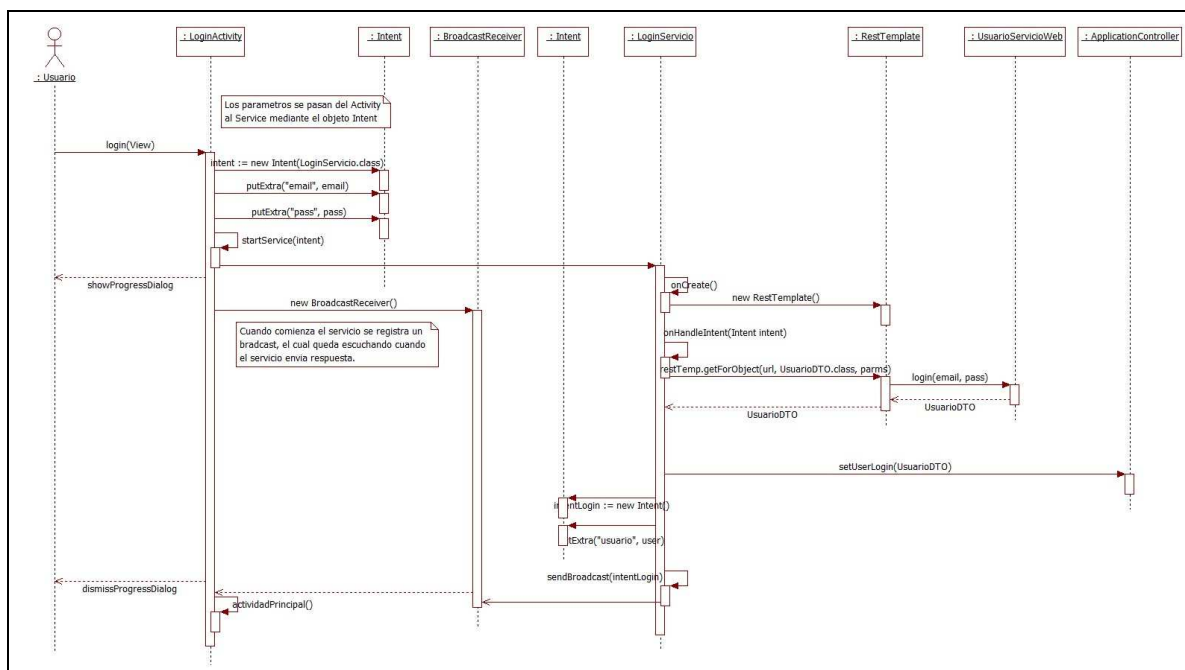 : LoginActivity
: Intent
: BroadcastReceiver
: Intent
: LoginServicio
: RestTemplate
: UsuarioServicioWeb
: ApplicationController
: Usuario
Los parametros se pasan del Activity
al Service mediante el objeto Intent
login(View)
intent := new Intent(LoginServicio.class)
putExtra("email", email)
putExtra("pass", pass)
startService(intent)
showProgressDialog
onCreate()
new BroadcastReceiver()
new RestTemplate()
Cuando comienza el servicio se registra un
bradcast, el cual queda escuchando cuando
el servicio envia respuesta.
onHandleIntent(Intent intent)
restTemp.getForObject(url, UsuarioDTO.class, parms)
login(email, pass)
UsuarioDTO
UsuarioDTO
setUserLogin(UsuarioDTO)
intentLogin := new Intent()
tExtra("usuario", user)
sendBroadcast(intentLogin)
dismissProgressDialog
actividadPrincipal()